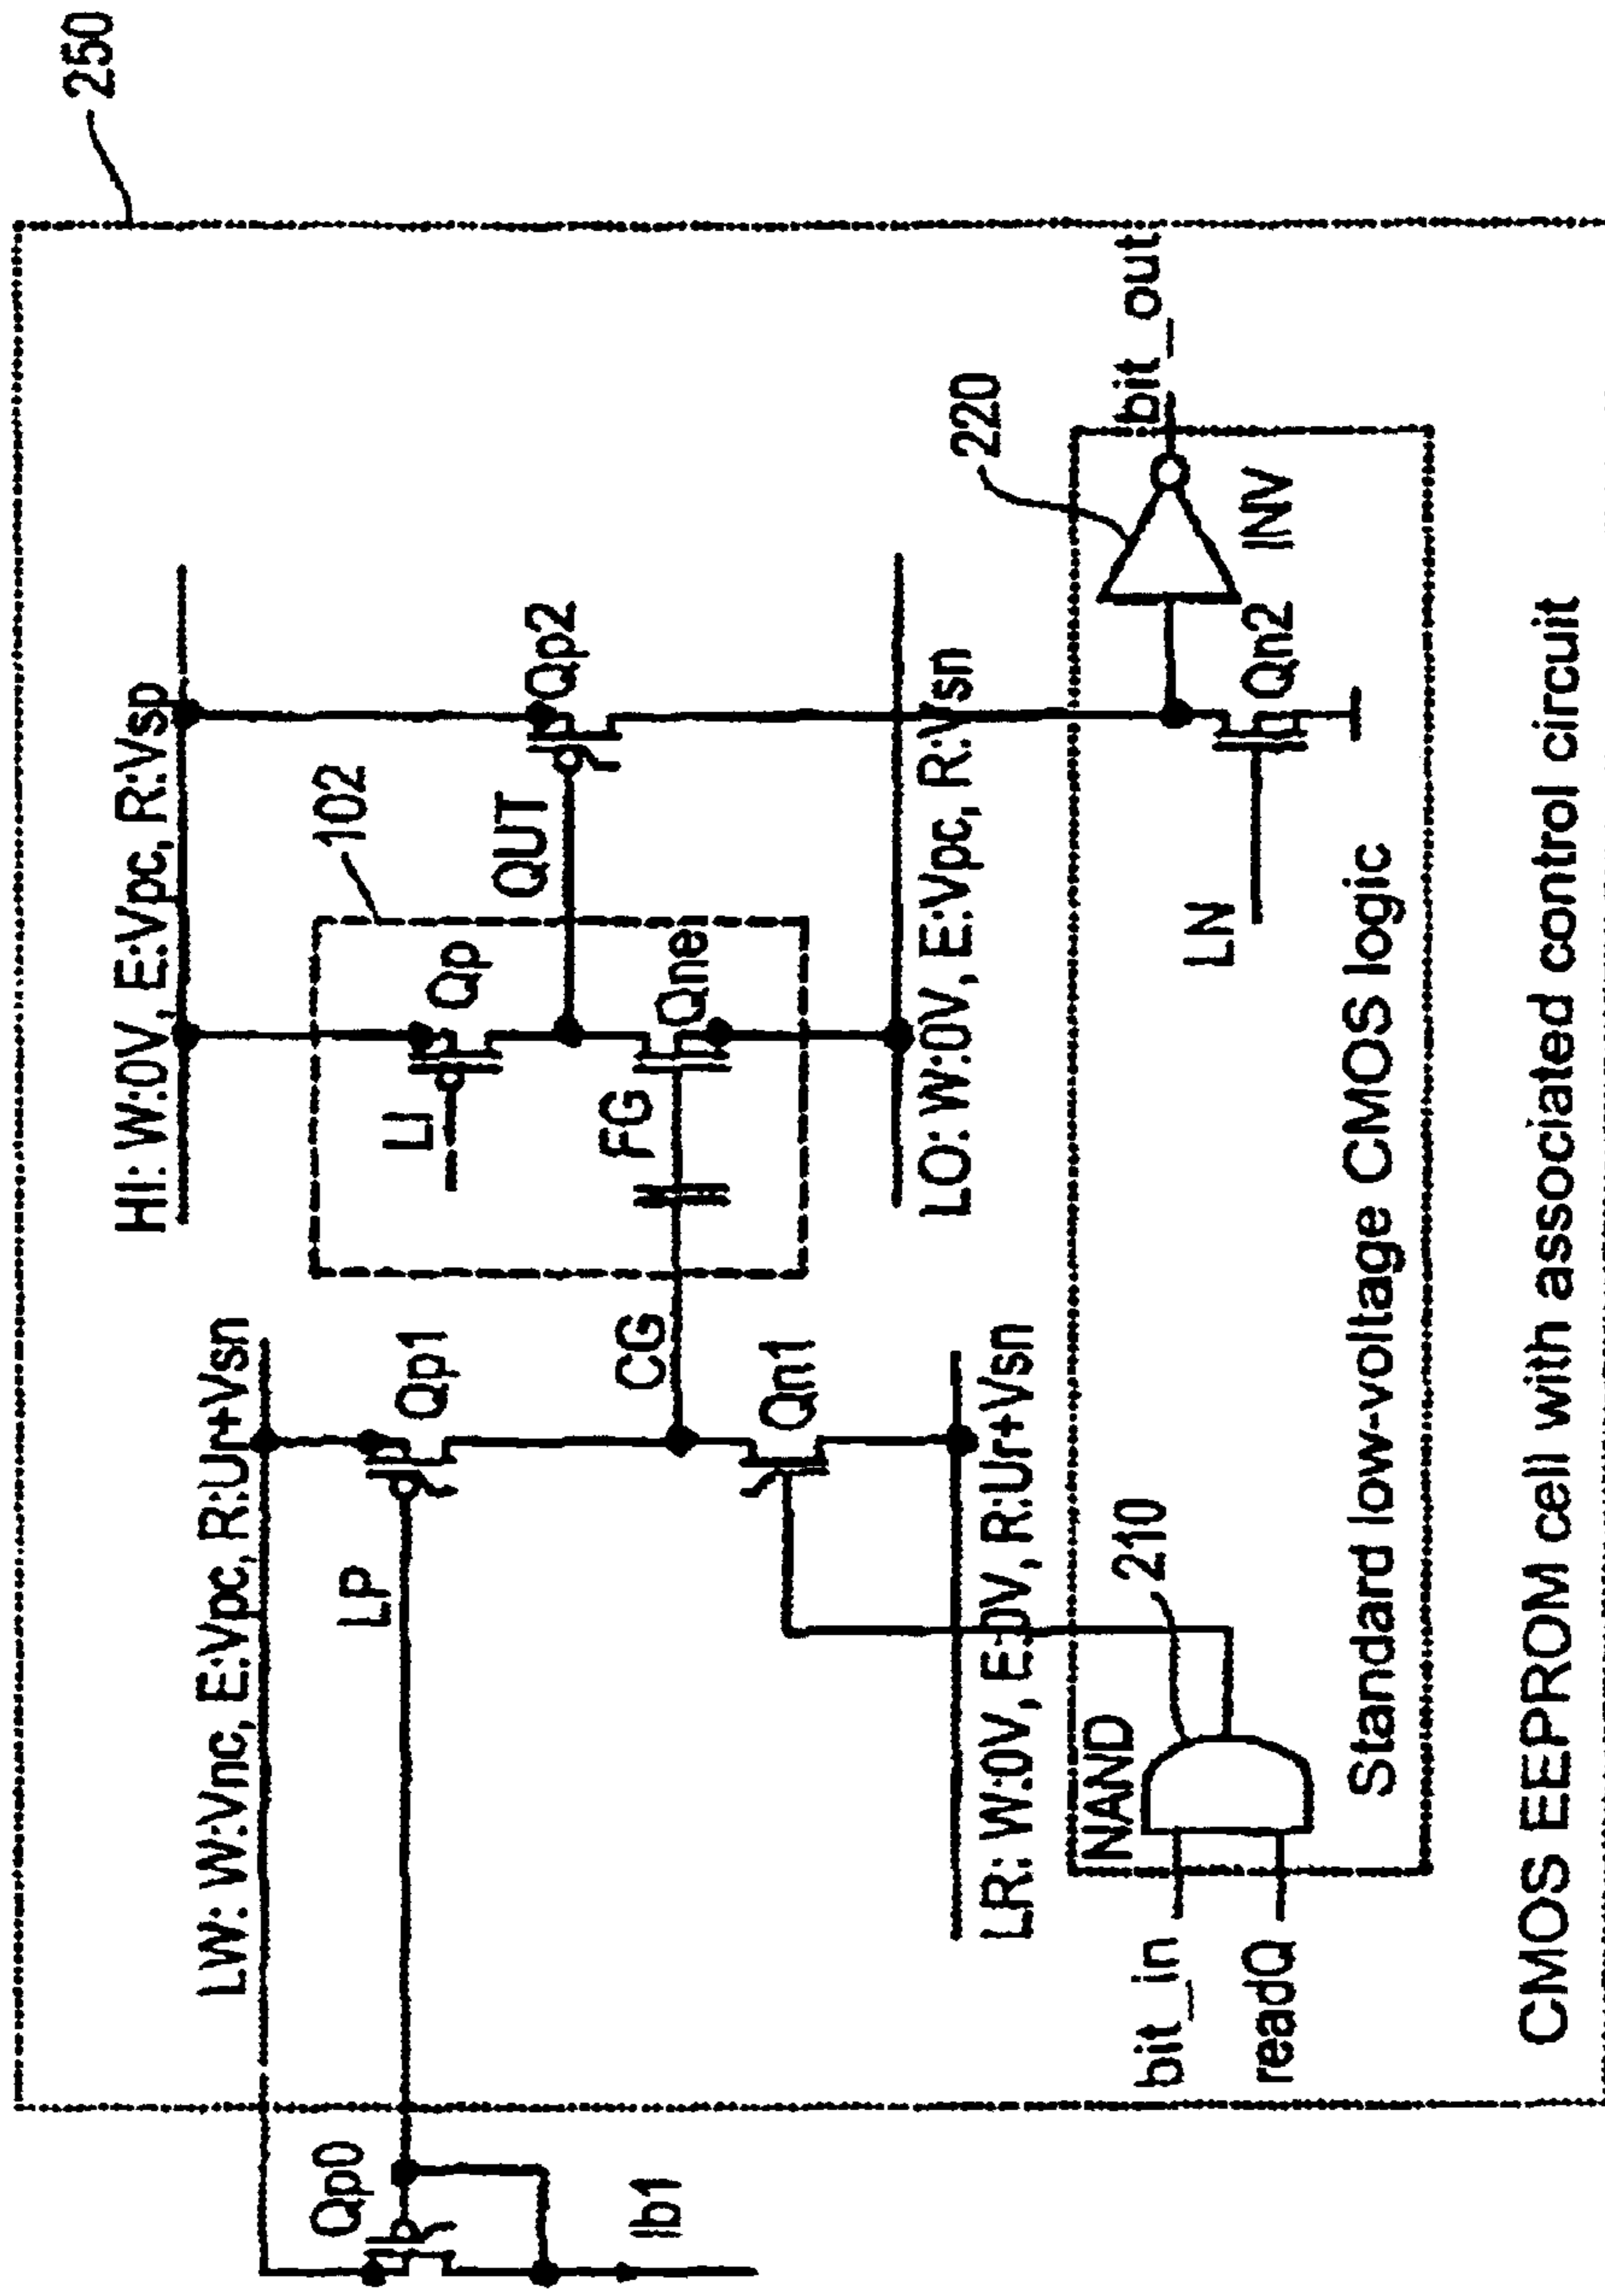 250
HI: W:0V, E:Vpc, R:Vsp
LW: W:Vnc, E:Vpc, R:Ur+Vsn
102
Qp0
LP
Qp1
LI
Qp
QUT
Qp2
CG
FG
Qne
Ib1
Qn1
LO: W:0V, E:Vpc, R:Vsn
LR: W:0V, E:0V, R:Ur+Vsn
220
NAND
210
bit_in
readQ
bit_out
LN
Qn2
INV
Standard low-voltage CMOS logic
CMOS EEPROM cell with associated control circuit